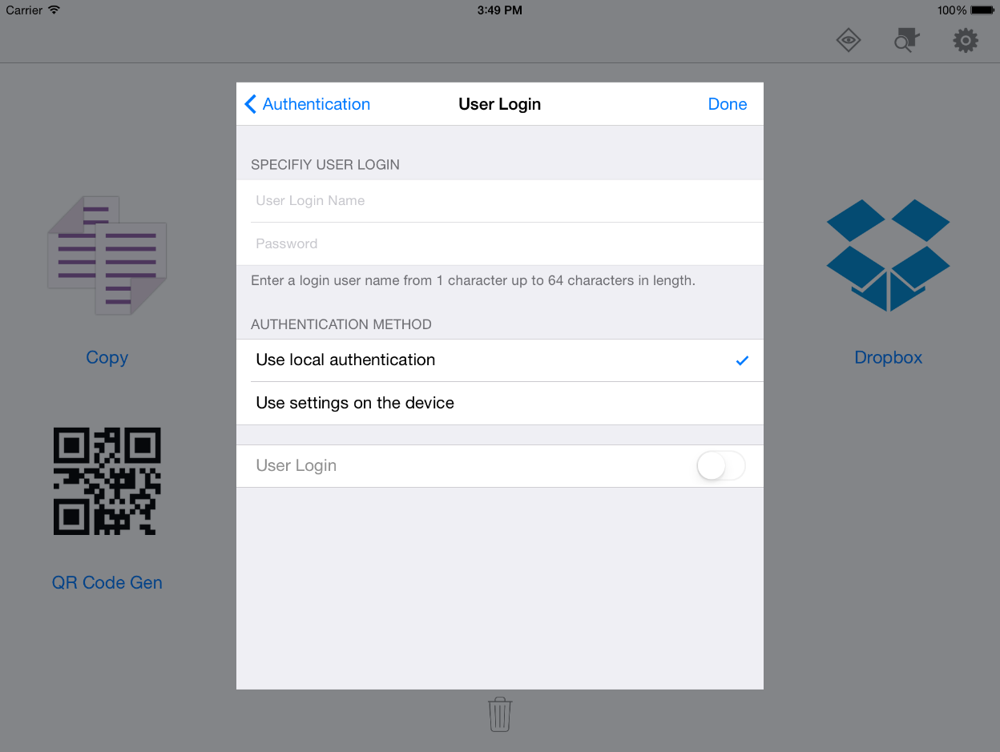 Carrier 3:49 PM 100%
Authentication User Login Done
SPECIFIY USER LOGIN
User Login Name
Password
Enter a login user name from 1 character up to 64 characters in length.
AUTHENTICATION METHOD
Use local authentication
Use settings on the device
User Login
Copy
Dropbox
QR Code Gen